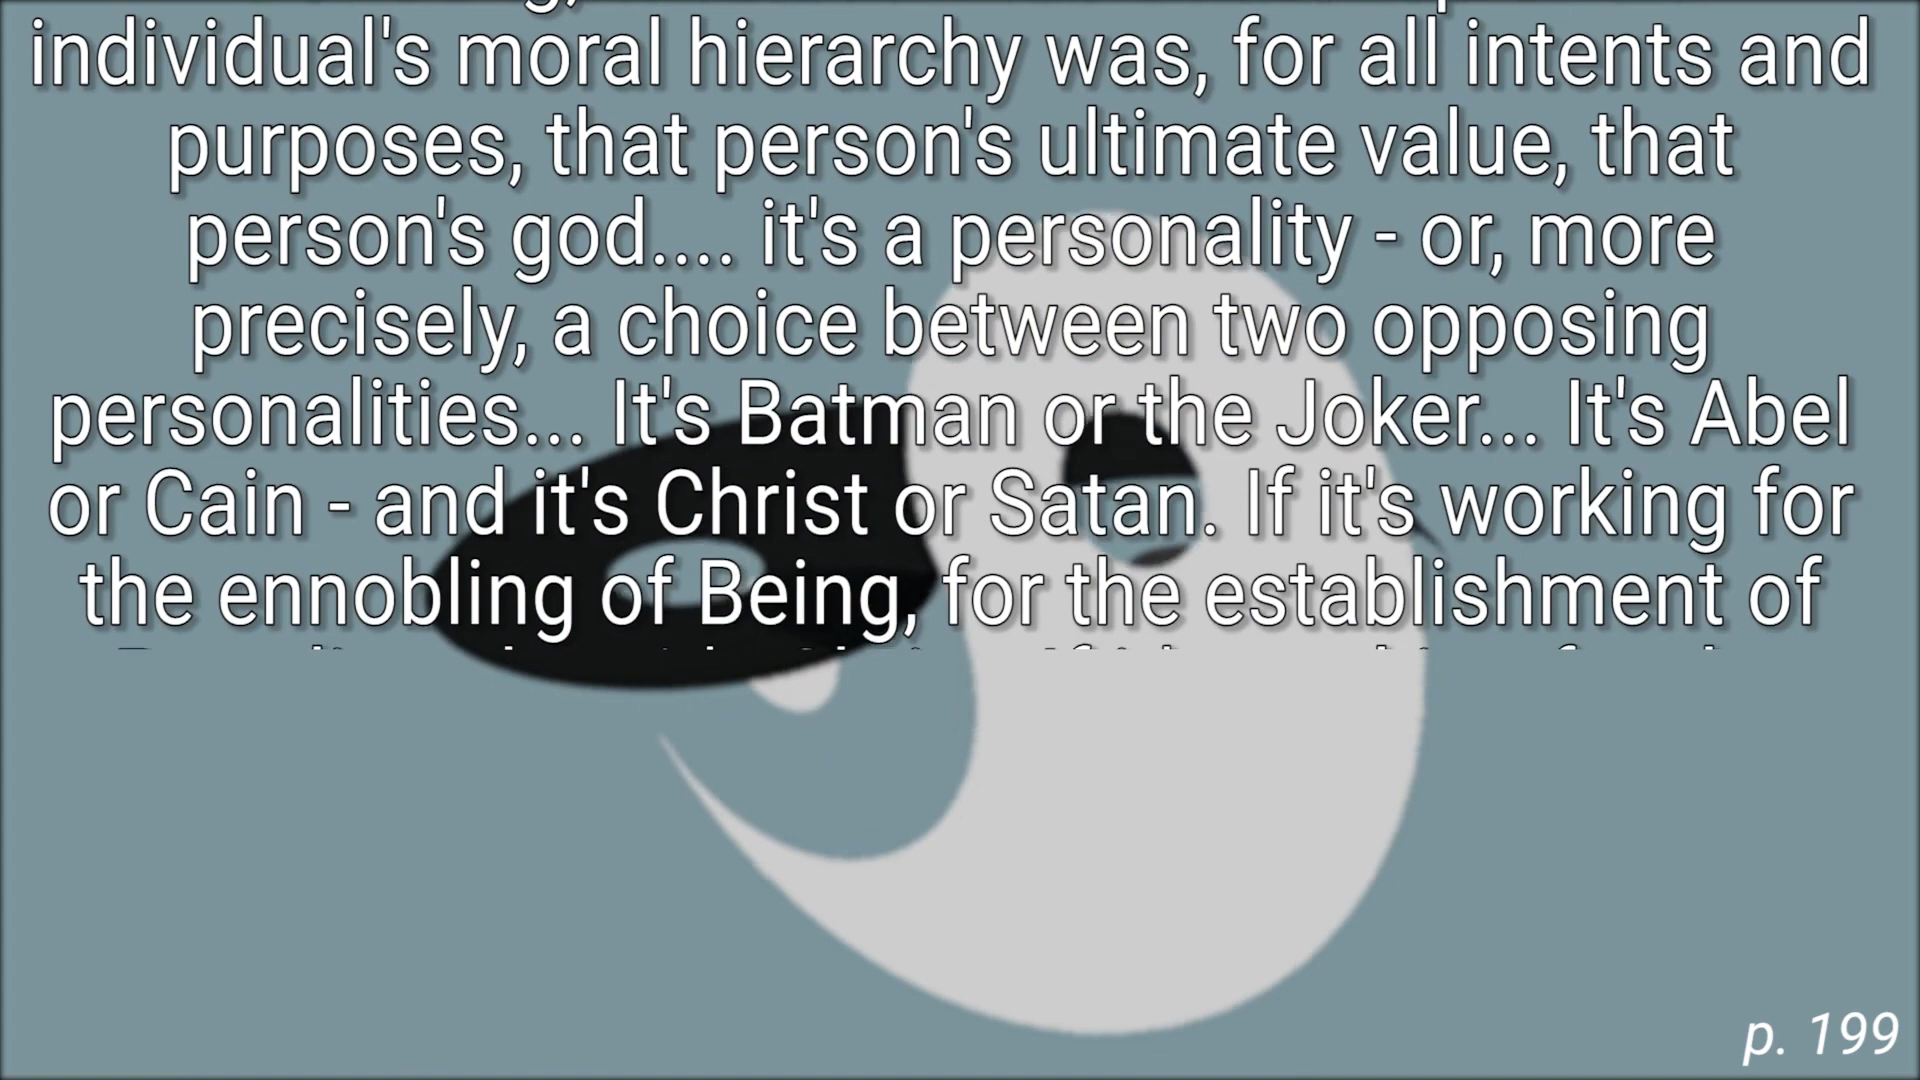 individual's moral hierarchy was, for all intents and
purposes, that person's ultimate value, that
person's god.... it's a personality - or, more
precisely, a choice between two opposing
personalities... It's Batman or the Joker... It's Abel
or Cain - and it's Christ or Satan. If it's working for
the ennobling of Being, for the establishment of
p. 199